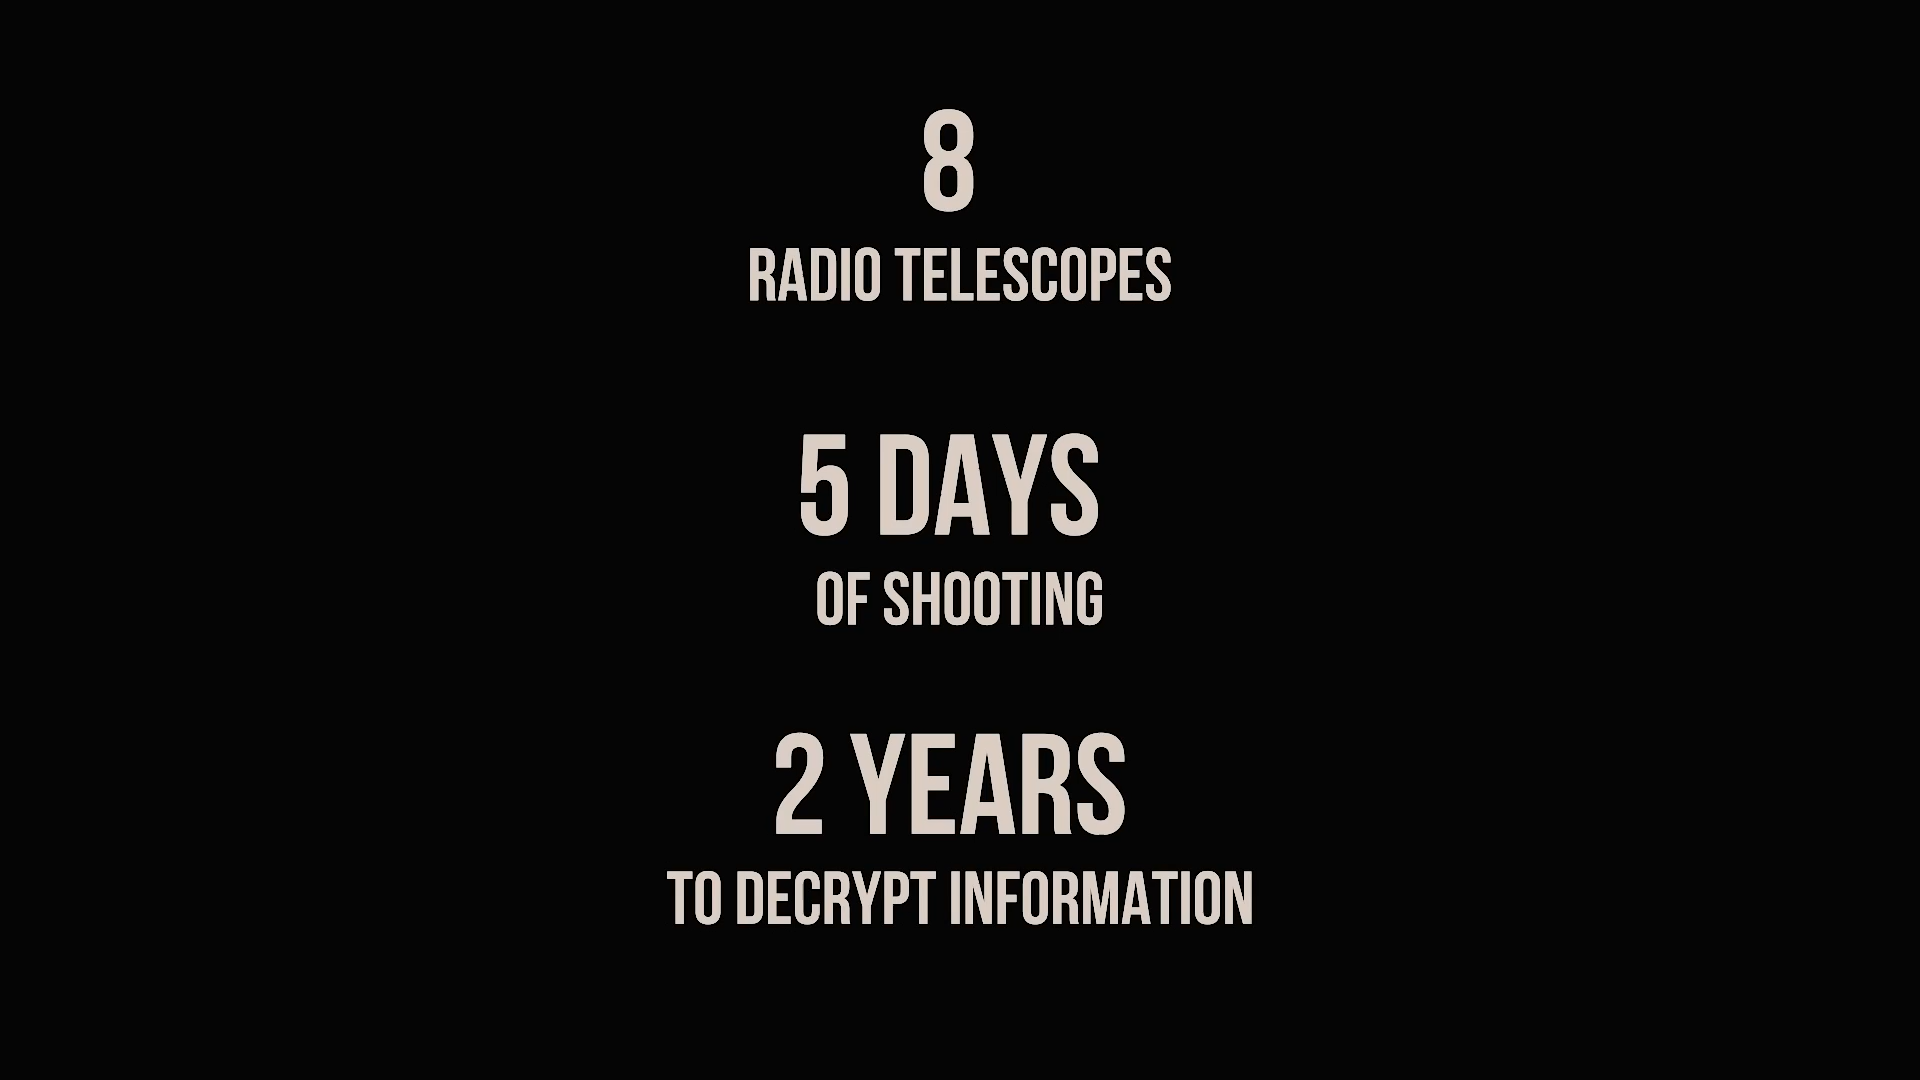 8
RADIO TELESCOPES
5 DAYS
OF SHOOTING
2 YEARS
TO DECRYPT INFORMATION